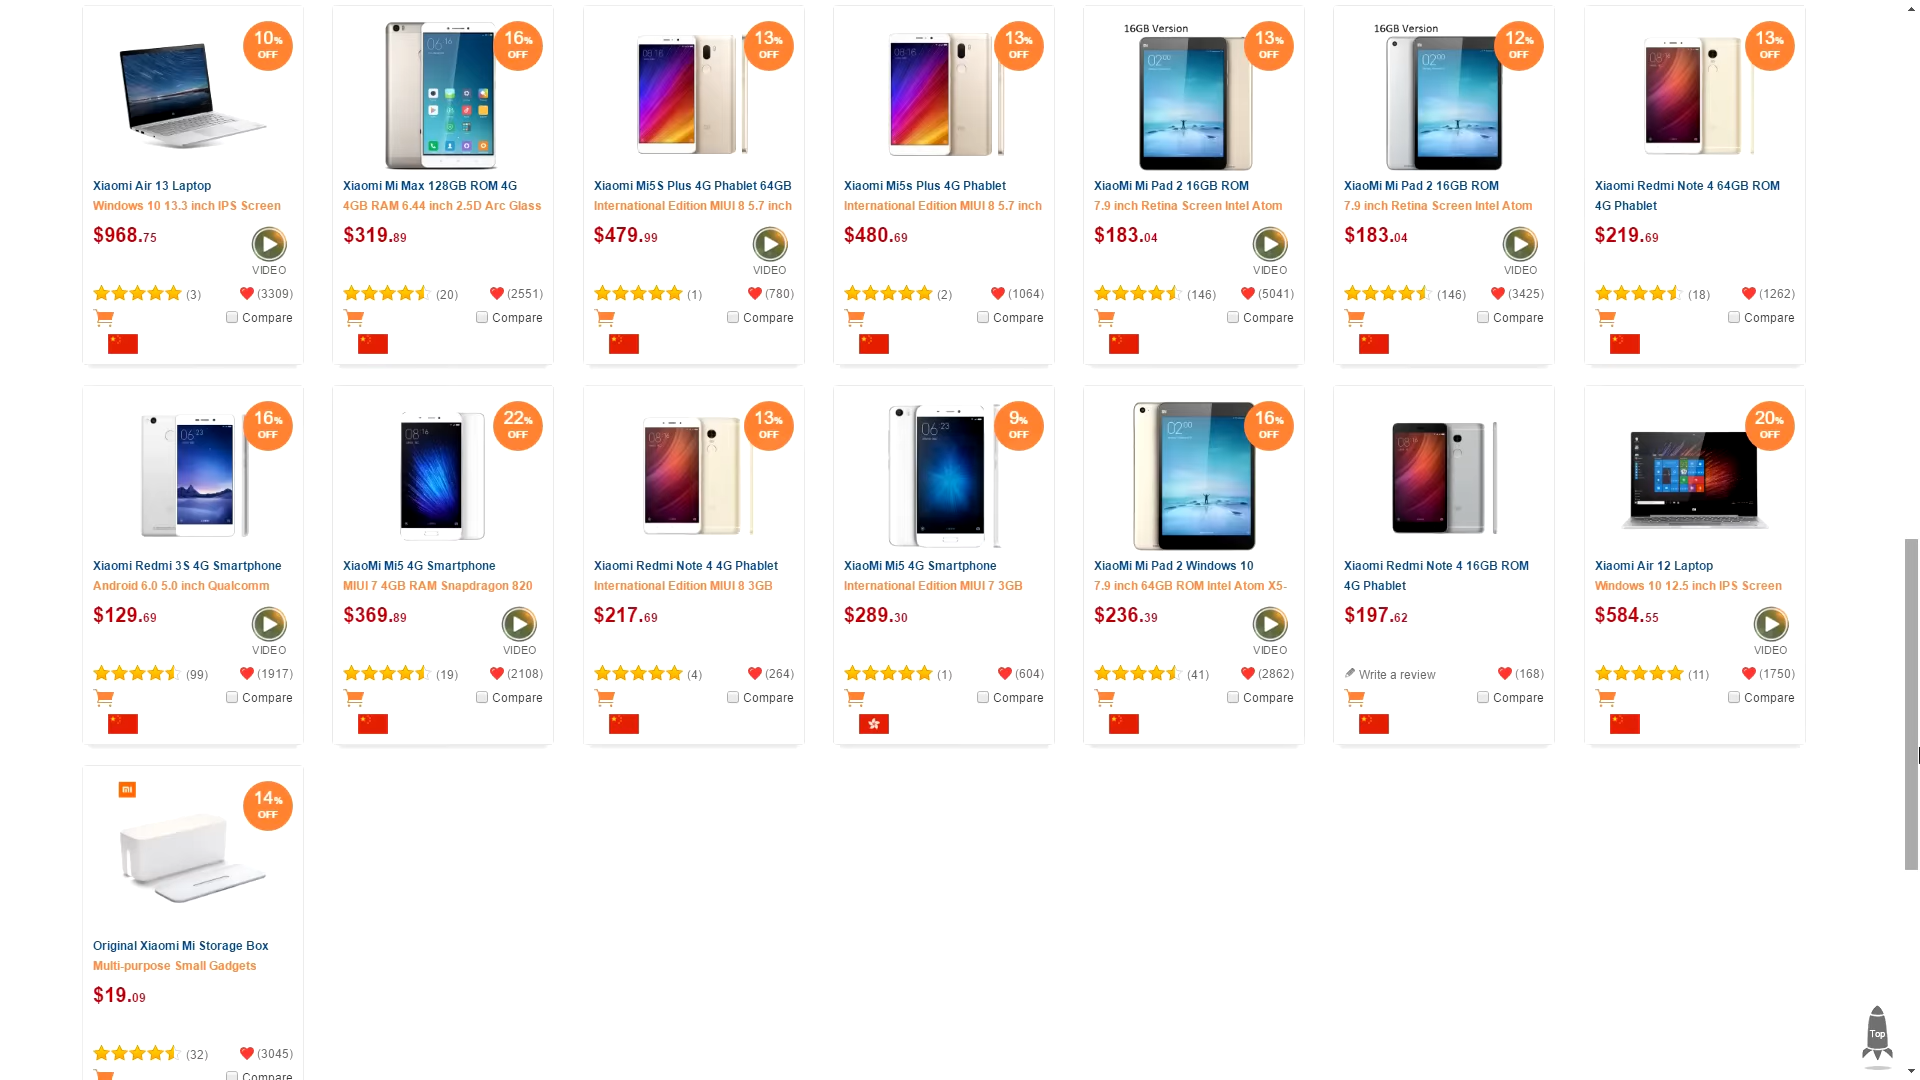 10% OFF
Xiaomi Air 13 Laptop
Windows 10 13.3 inch IPS Screen
$968.75
VIDEO
(3)
(3309)
Compare
16% OFF
Xiaomi Mi Max 128GB ROM 4G
4GB RAM 6.44 inch 2.5D Arc Glass
$319.89
(20)
(2551)
Compare
13% OFF
Xiaomi Mi5S Plus 4G Phablet 64GB
International Edition MIUI 8 5.7 inch
$479.99
VIDEO
(1)
(780)
Compare
13% OFF
Xiaomi Mi5s Plus 4G Phablet
International Edition MIUI 8 5.7 inch
$480.69
(2)
(1064)
Compare
16GB Version
13% OFF
02:00
XiaoMi Mi Pad 2 16GB ROM
7.9 inch Retina Screen Intel Atom
$183.04
VIDEO
(146)
(5041)
Compare
16GB Version
12% OFF
02:00
XiaoMi Mi Pad 2 16GB ROM
7.9 inch Retina Screen Intel Atom
$183.04
VIDEO
(146)
(3425)
Compare
13% OFF
Xiaomi Redmi Note 4 64GB ROM
4G Phablet
$219.69
(18)
(1262)
Compare
16% OFF
Xiaomi Redmi 3S 4G Smartphone
Android 6.0 5.0 inch Qualcomm
$129.69
VIDEO
(99)
(1917)
Compare
22% OFF
XiaoMi Mi5 4G Smartphone
MIUI 7 4GB RAM Snapdragon 820
$369.89
VIDEO
(19)
(2108)
Compare
13% OFF
Xiaomi Redmi Note 4 4G Phablet
International Edition MIUI 8 3GB
$217.69
(4)
(264)
Compare
9% OFF
XiaoMi Mi5 4G Smartphone
International Edition MIUI 7 3GB
$289.30
(1)
(604)
Compare
16% OFF
02:00
XiaoMi Mi Pad 2 Windows 10
7.9 inch 64GB ROM Intel Atom X5-
$236.39
VIDEO
(41)
(2862)
Compare
Xiaomi Redmi Note 4 16GB ROM
4G Phablet
$197.62
Write a review
(168)
Compare
20% OFF
Xiaomi Air 12 Laptop
Windows 10 12.5 inch IPS Screen
$584.55
VIDEO
(11)
(1750)
Compare
mi
14% OFF
Original Xiaomi Mi Storage Box
Multi-purpose Small Gadgets
$19.09
(32)
(3045)
Compare
Top